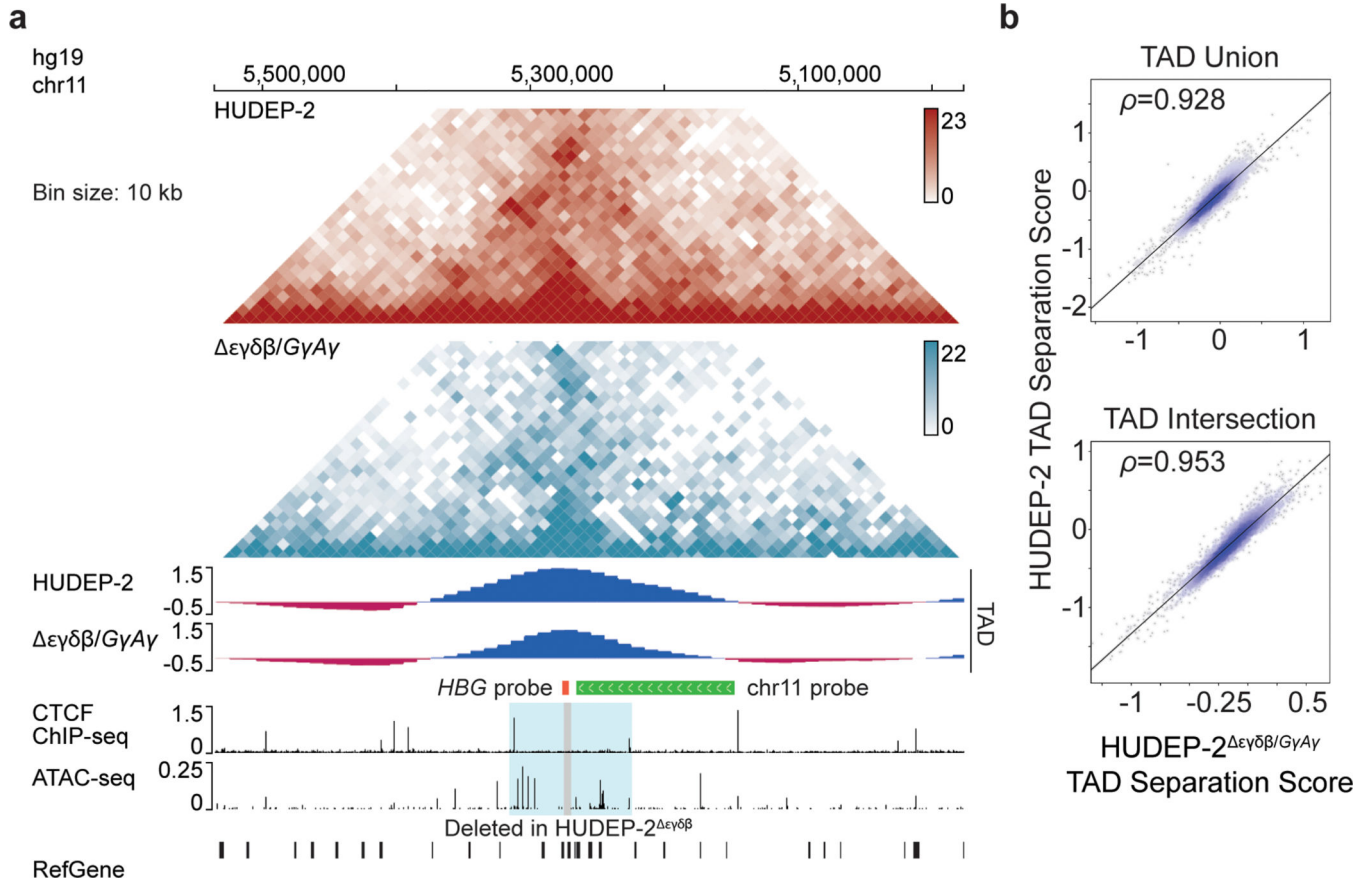 a
hg19
chr11
5,500,000 5,300,000 5,100,000
HUDEP-2
23
0
Bin size: 10 kb
Δεγδβ/GγAγ
22
0
HUDEP-2
1.5
-0.5
Δεγδβ/GγAγ
1.5
-0.5
TAD
HBG probe
chr11 probe
CTCF
ChIP-seq
1.5
0
ATAC-seq
0.25
0
Deleted in HUDEP-2Δεγδβ
RefGene
b
TAD Union
ρ=0.928
1
0
-1
-2
-1 0 1
HUDEP-2 TAD Separation Score
TAD Intersection
ρ=0.953
1
0
-1
-1 -0.25 0.5
HUDEP-2Δεγδβ/GγAγ
TAD Separation Score